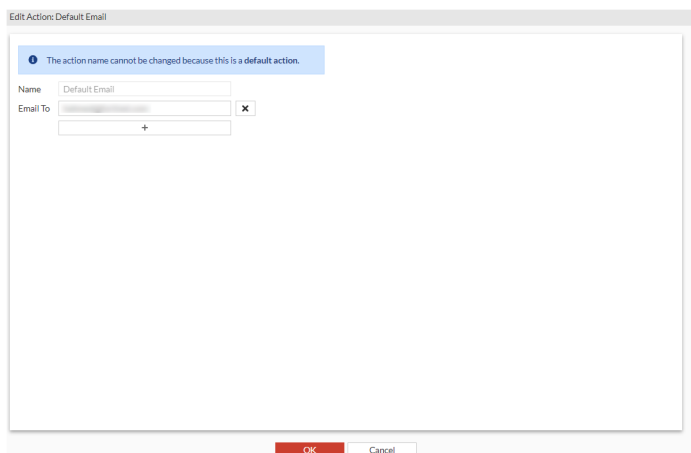 Edit Action: Default Email
The action name cannot be changed because this is a default action.
Name Default Email
Email To
+
OK Cancel